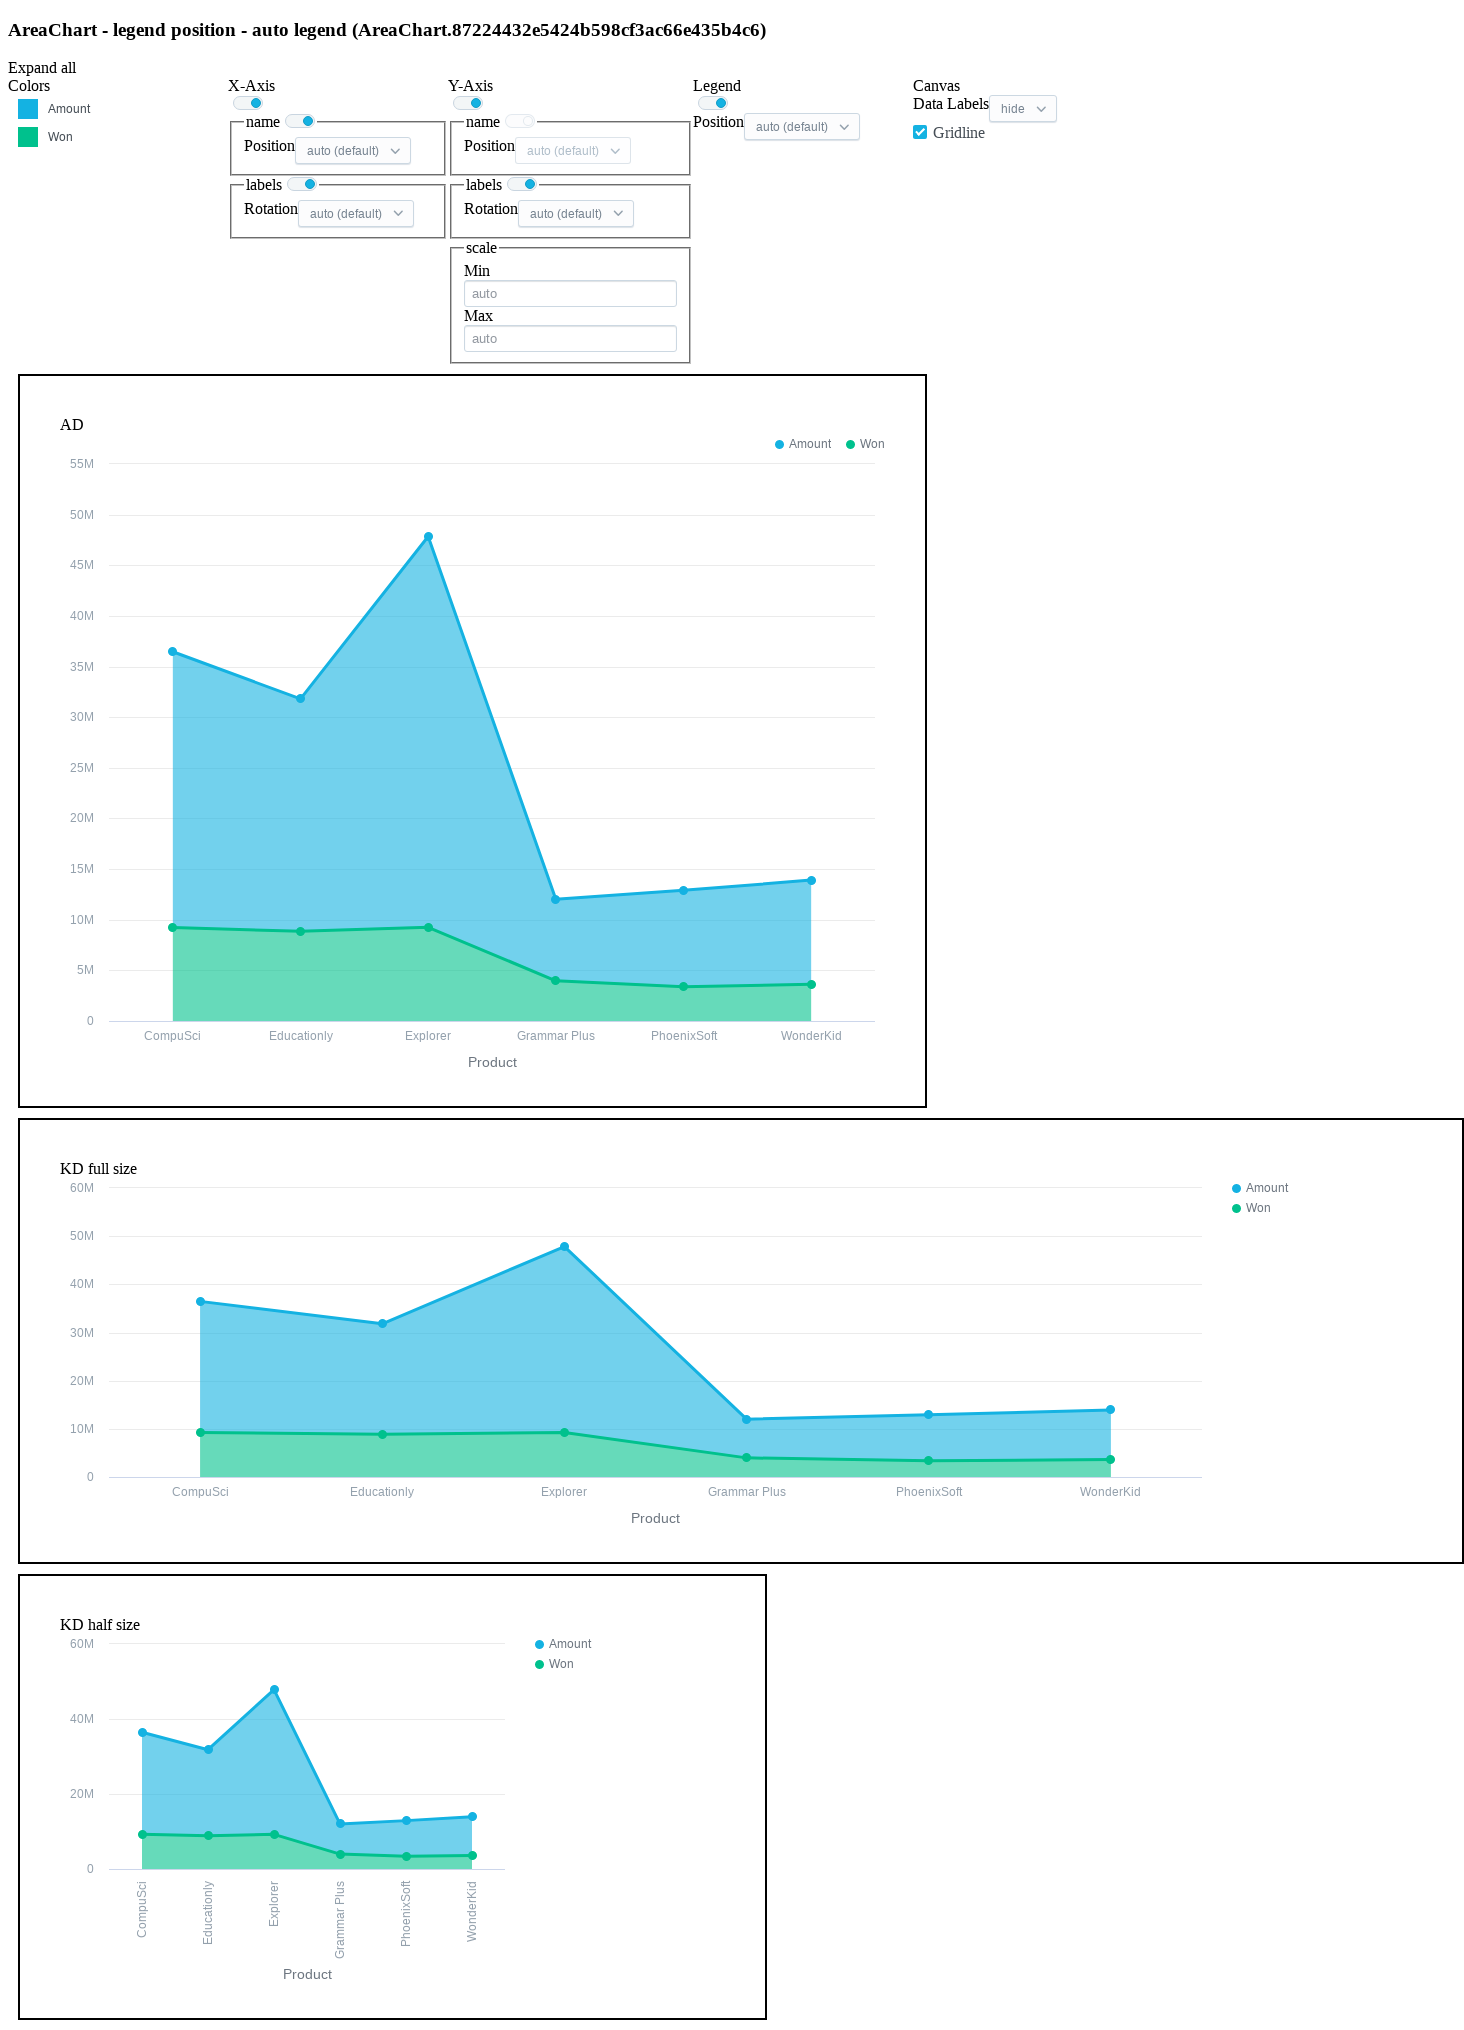 AreaChart - legend position - auto legend (AreaChart.87224432e5424b598cf3ac66e435b4c6)
Expand all
Colors
Amount
Won
X-Axis
name
Position auto (default)
labels
Rotation auto (default)
Y-Axis
name
Position auto (default)
labels
Rotation auto (default)
scale
Min
auto
Max
auto
Legend
Position auto (default)
Canvas
Data Labels hide
Gridline
AD
Amount Won
55M
50M
45M
40M
35M
30M
25M
20M
15M
10M
5M
0
CompuSci Educationly Explorer Grammar Plus PhoenixSoft WonderKid
Product
KD full size
Amount
Won
60M
50M
40M
30M
20M
10M
0
CompuSci Educationly Explorer Grammar Plus PhoenixSoft WonderKid
Product
KD half size
Amount
Won
60M
40M
20M
0
CompuSci
Educationly
Explorer
Grammar Plus
PhoenixSoft
WonderKid
Product